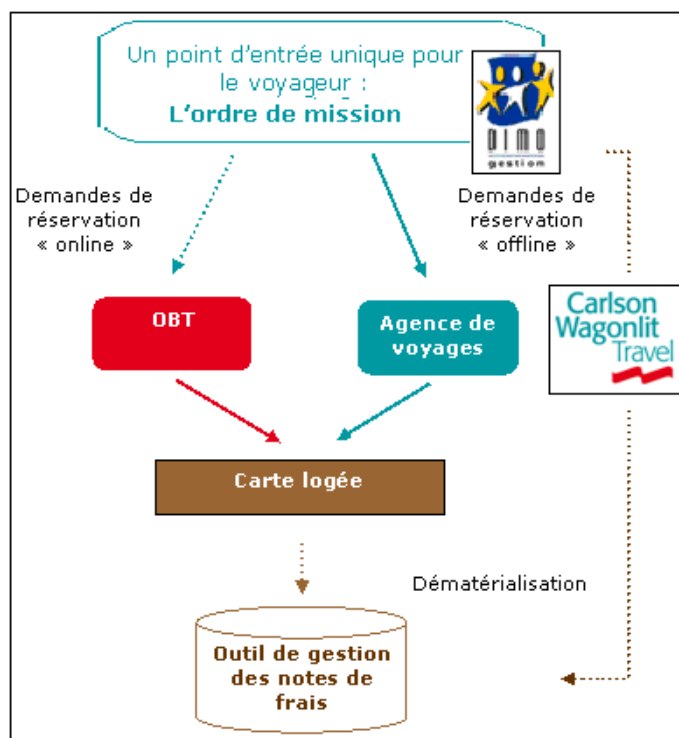 Un point d'entrée unique pour
le voyageur :
L'ordre de mission
DIMO
gestion
Demandes de
réservation
« online »
Demandes de
réservation
« offline »
OBT
Agence de
voyages
Carlson
Wagonlit
Travel
Carte logée
Dématérialisation
Outil de gestion
des notes de
frais